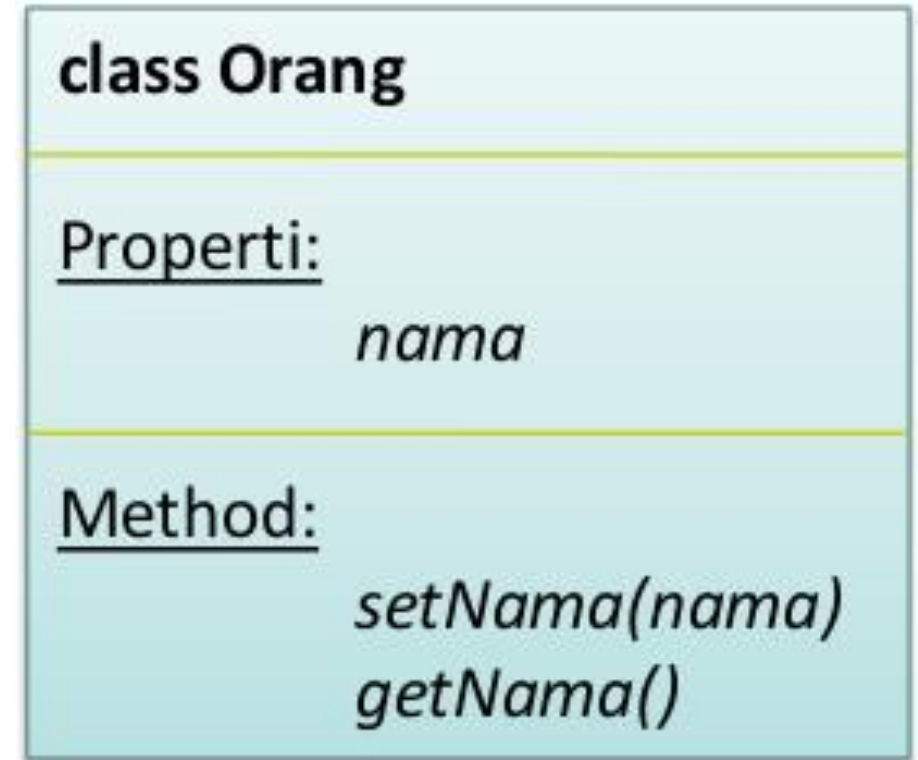 class Orang
Properti:
nama
Method:
setNama(nama)
getNama()